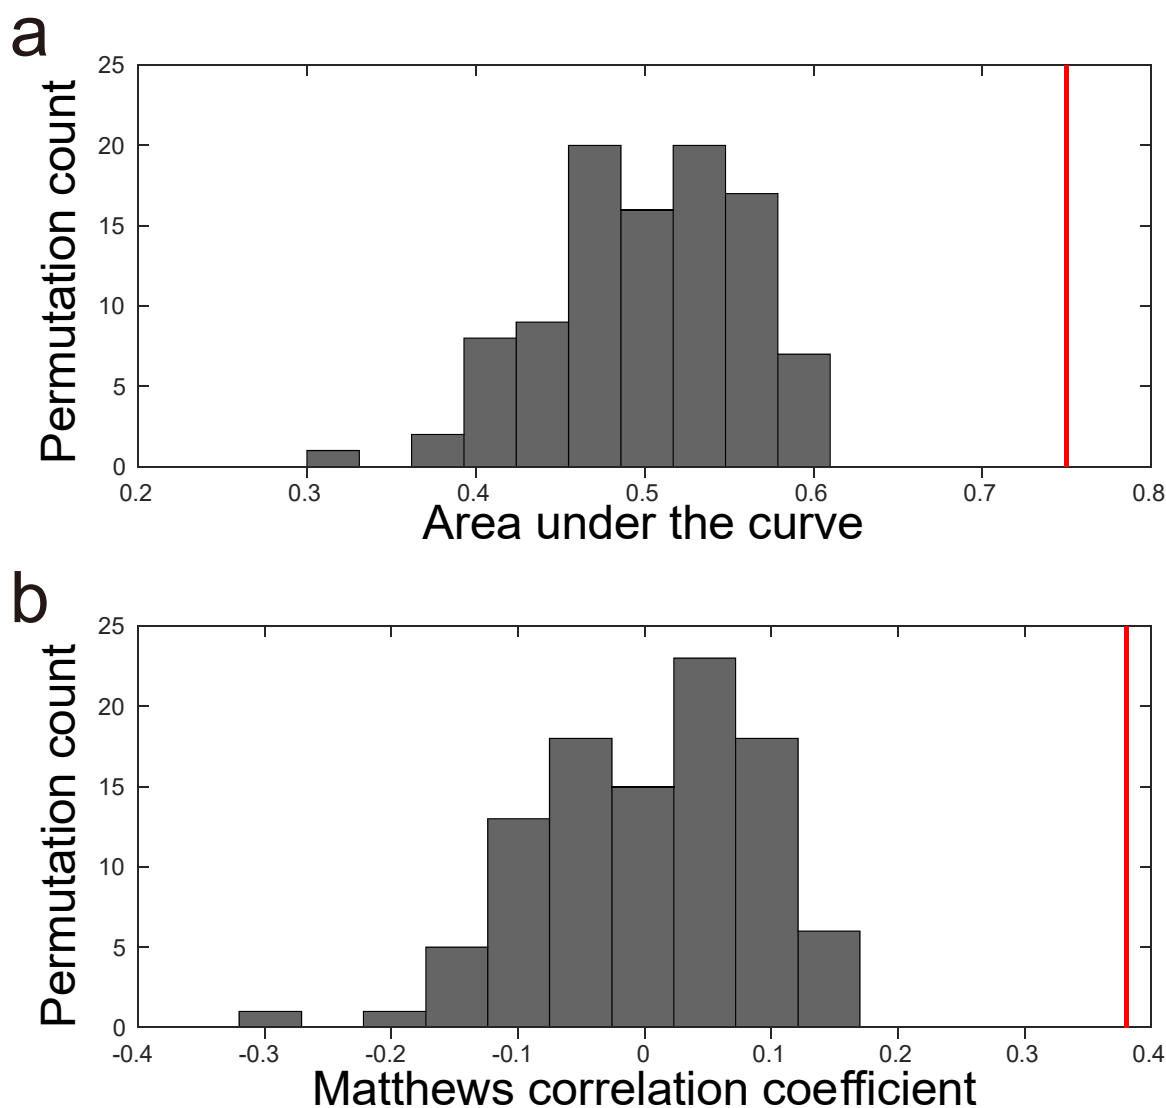 a
Permutation count
25
20
15
10
5
0
0.2 0.3 0.4 0.5 0.6 0.7 0.8
Area under the curve
b
Permutation count
25
20
15
10
5
0
-0.4 -0.3 -0.2 -0.1 0 0.1 0.2 0.3 0.4
Matthews correlation coefficient